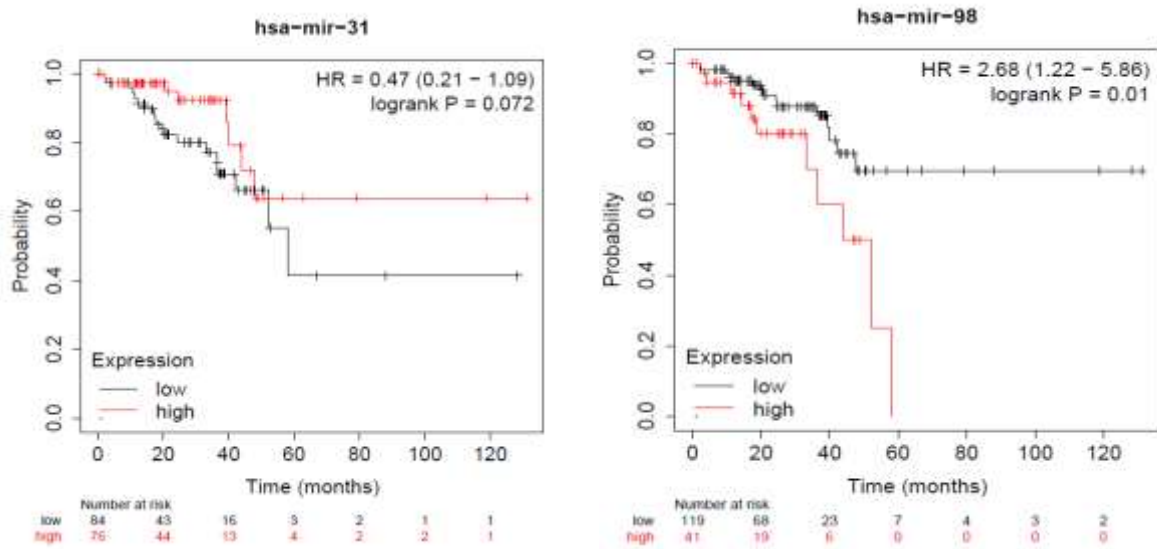 hsa-mir-31
HR = 0.47 (0.21 - 1.09)
logrank P = 0.072
Probability
1.0
0.8
0.6
0.4
0.2
0.0
Expression
low
high
0 20 40 60 80 100 120
Time (months)
Number at risk
low 84 43 16 3 2 1 1
high 76 44 13 4 2 2 1
hsa-mir-98
HR = 2.68 (1.22 - 5.86)
logrank P = 0.01
Probability
1.0
0.8
0.6
0.4
0.2
0.0
Expression
low
high
0 20 40 60 80 100 120
Time (months)
Number at risk
low 119 68 23 7 4 3 2
high 41 19 6 0 0 0 0